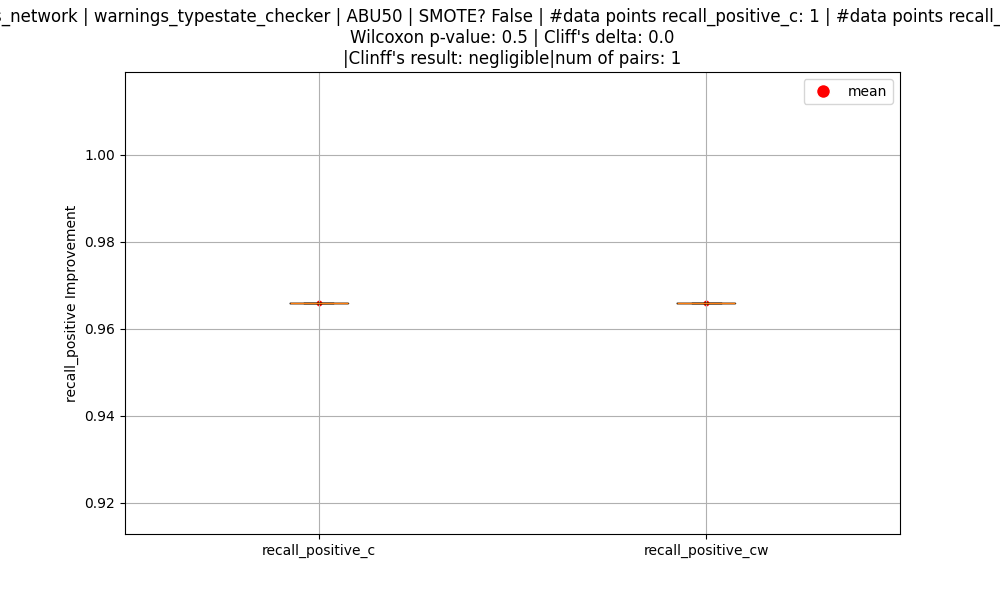 s_network | warnings_typestate_checker | ABU50 | SMOTE? False | #data points recall_positive_c: 1 | #data points recall_
Wilcoxon p-value: 0.5 | Cliff's delta: 0.0
|Clinff's result: negligible|num of pairs: 1
mean
1.00
0.98
0.96
0.94
0.92
recall_positive Improvement
recall_positive_c
recall_positive_cw